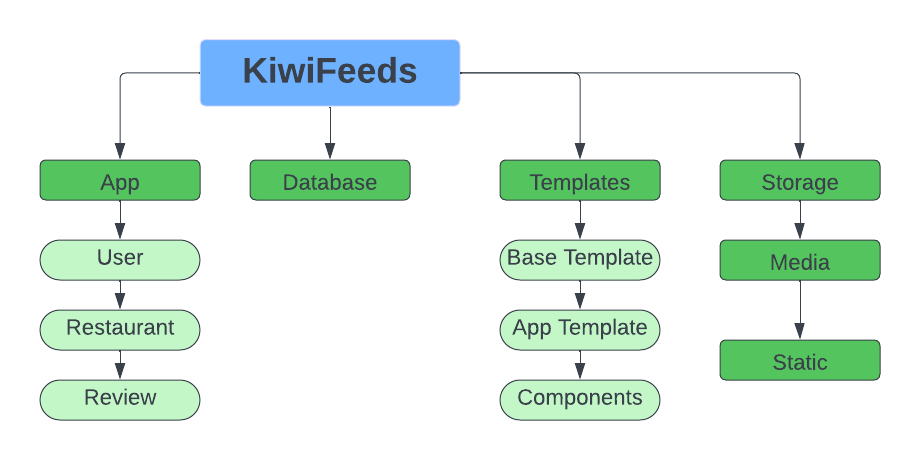 KiwiFeeds
App
Database
Templates
Storage
User
Base Template
Media
Restaurant
App Template
Static
Review
Components